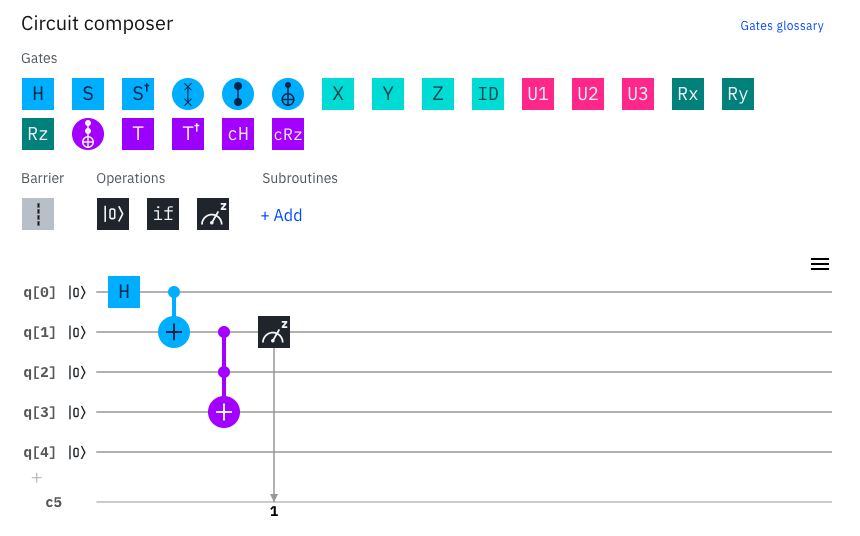 Circuit composer
Gates glossary
Gates
H S S† X Y Z ID U1 U2 U3 Rx Ry
Rz T T† cH cRz
Barrier Operations Subroutines
|0⟩ if z + Add
q[0] |0⟩ H
q[1] |0⟩ z
q[2] |0⟩
q[3] |0⟩
q[4] |0⟩
+
c5
1